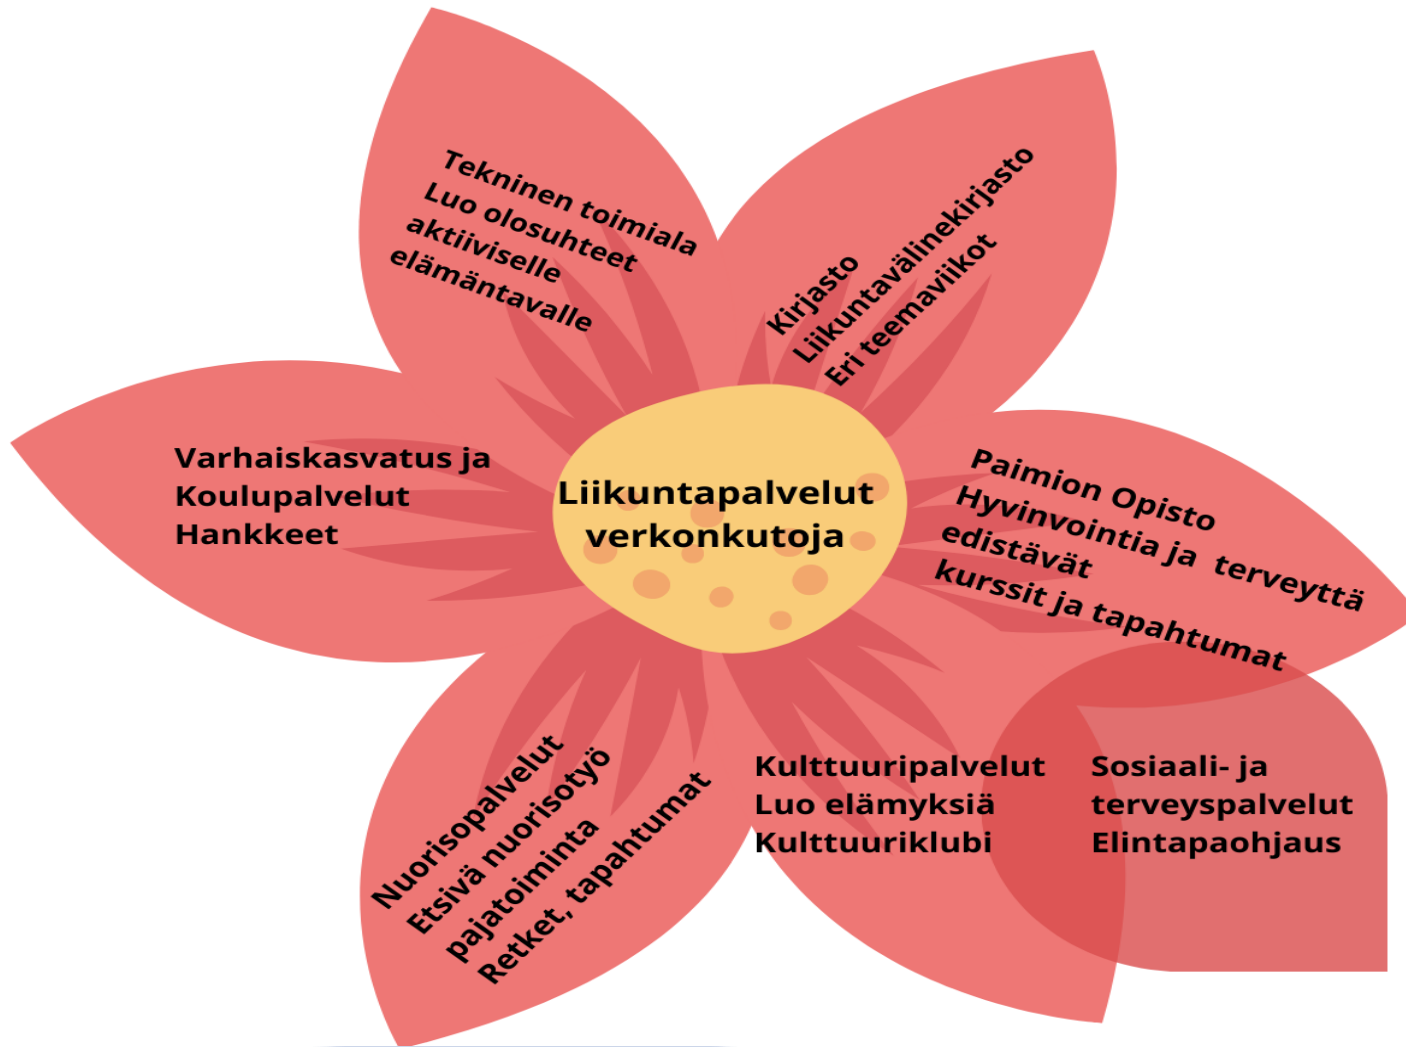 Tekninen toimiala
Luo olosuhteet
aktiiviselle
elämäntavalle
Kirjasto
Liikuntavälinekirjasto
Eri teemaviikot
Varhaiskasvatus ja
Koulupalvelut
Hankkeet
Liikuntapalvelut
verkonkutoja
Paimion Opisto
Hyvinvointia ja terveyttä
edistävät
kurssit ja tapahtumat
Nuorisopalvelut
Etsivä nuorisotyö
pajatoiminta
Retket, tapahtumat
Kulttuuripalvelut
Luo elämyksiä
Kulttuuriklubi
Sosiaali- ja
terveyspalvelut
Elintapaohjaus